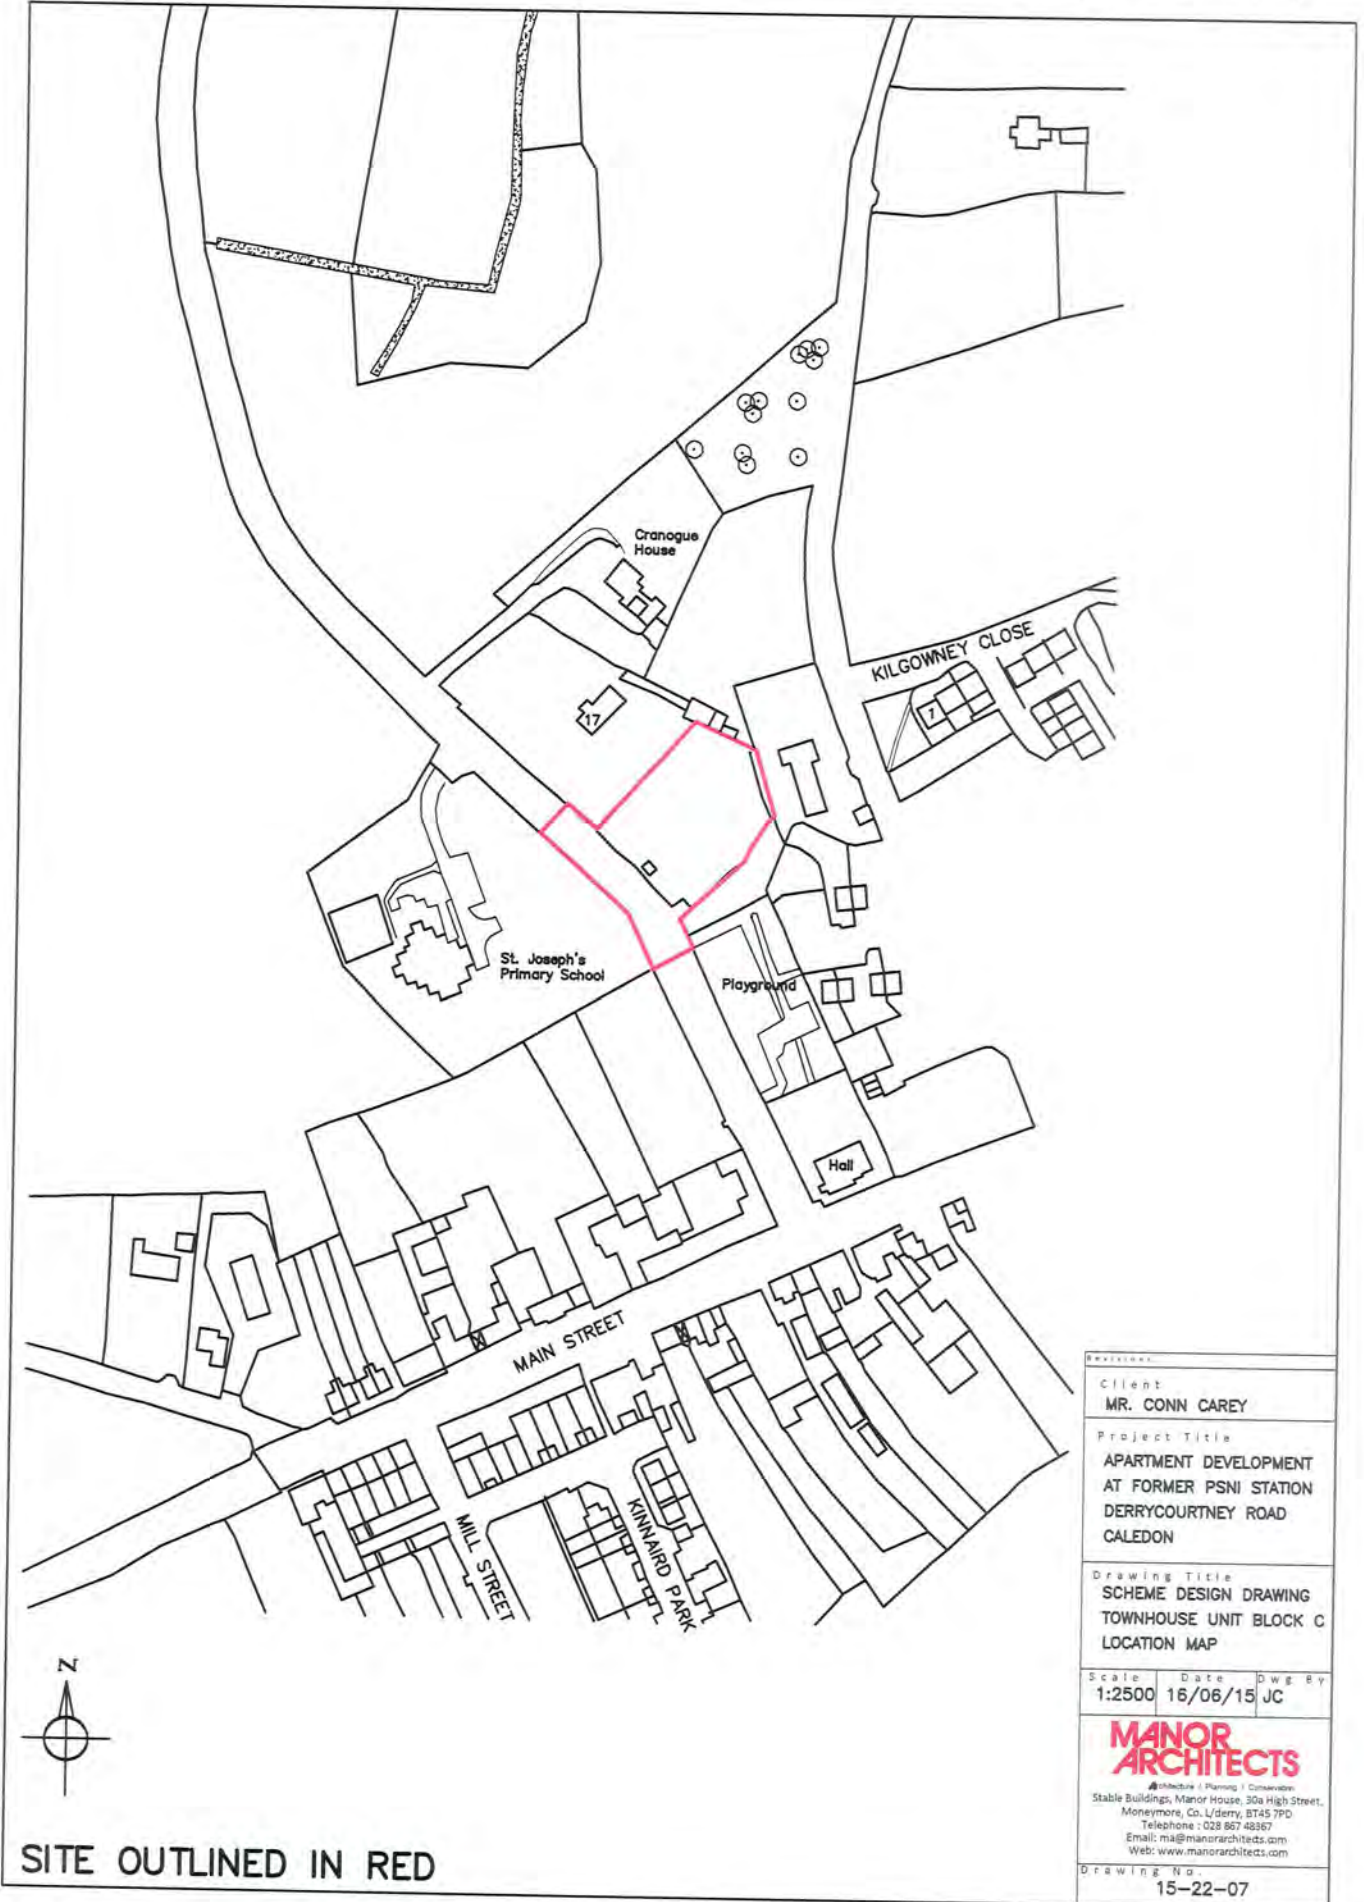 Cranogue
House
KILGOWNEY CLOSE
17
7
St. Joseph's
Primary School
Playground
Hall
MAIN STREET
MILL STREET
KINNAIRD PARK
N
SITE OUTLINED IN RED
Revisions
Client
MR. CONN CAREY
Project Title
APARTMENT DEVELOPMENT
AT FORMER PSNI STATION
DERRYCOURTNEY ROAD
CALEDON
Drawing Title
SCHEME DESIGN DRAWING
TOWNHOUSE UNIT BLOCK C
LOCATION MAP
Scale Date Dwg By
1:2500 16/06/15 JC
MANOR
ARCHITECTS
Architecture | Planning | Conservation
Stable Buildings, Manor House, 30a High Street,
Moneymore, Co. L/derry, BT45 7PD
Telephone : 028 867 48367
Email: ma@manorarchitects.com
Web: www.manorarchitects.com
Drawing No.
15-22-07